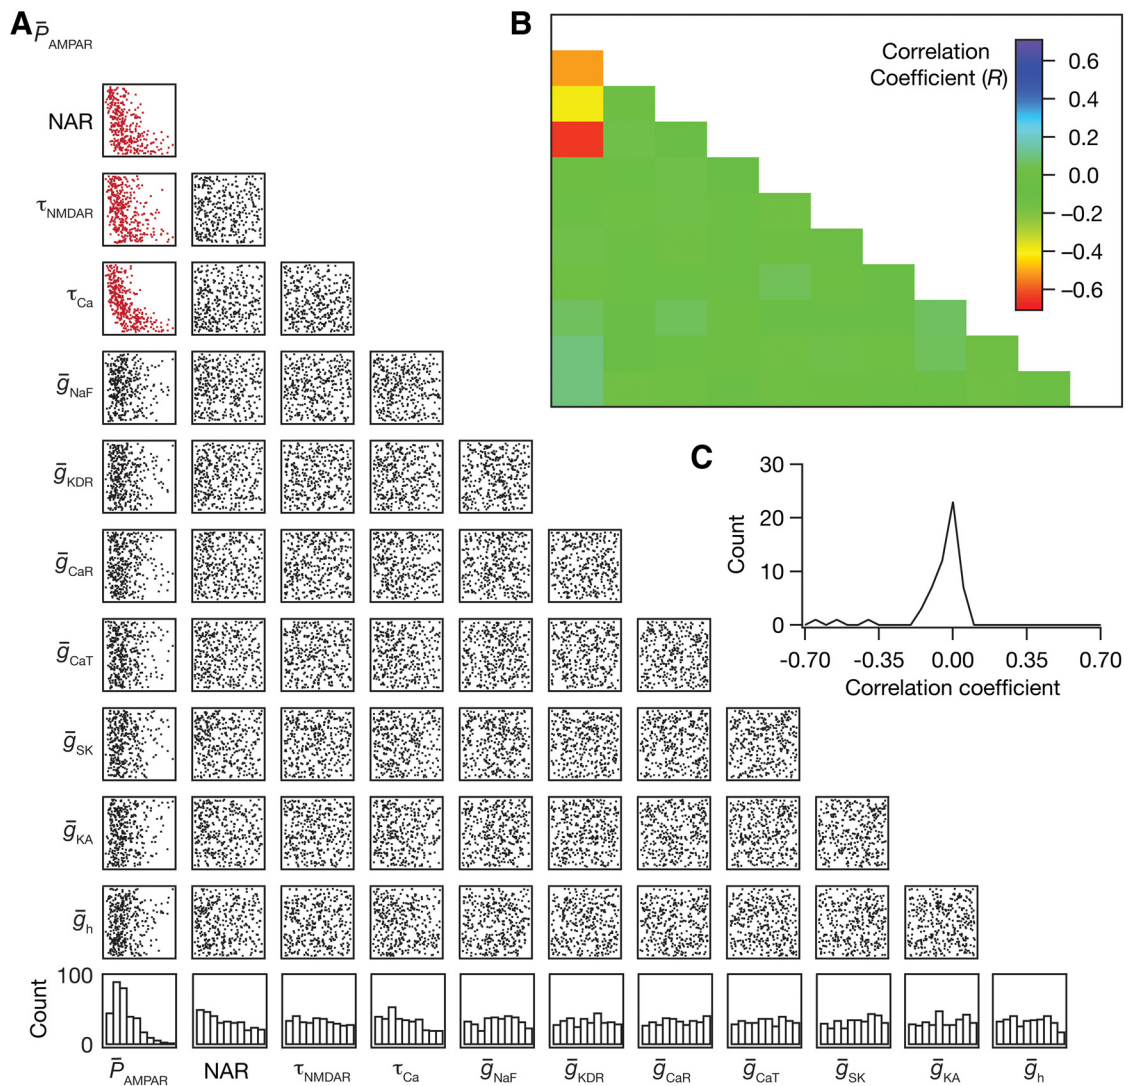 A
P̄AMPAR
NAR
τNMDAR
τCa
ḡNaF
ḡKDR
ḡCaR
ḡCaT
ḡSK
ḡKA
ḡh
100
0
Count
P̄AMPAR NAR τNMDAR τCa ḡNaF ḡKDR ḡCaR ḡCaT ḡSK ḡKA ḡh
B
Correlation
Coefficient (R)
0.6
0.4
0.2
0.0
–0.2
–0.4
–0.6
C
30
20
10
0
Count
-0.70 -0.35 0.00 0.35 0.70
Correlation coefficient